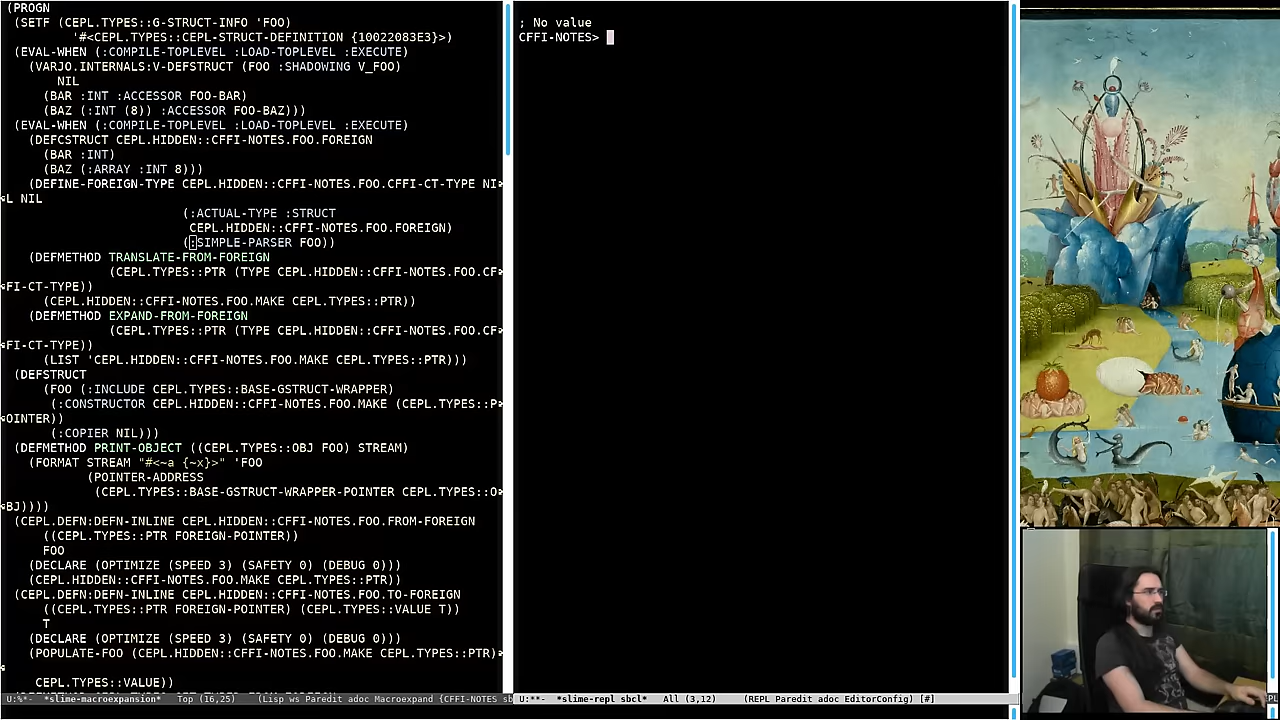 (PROGN
(SETF (CEPL.TYPES::G-STRUCT-INFO 'FOO)
'#<CEPL.TYPES::CEPL-STRUCT-DEFINITION {10022083E3}>)
(EVAL-WHEN (:COMPILE-TOPLEVEL :LOAD-TOPLEVEL :EXECUTE)
(VARJO.INTERNALS:V-DEFSTRUCT (FOO :SHADOWING V_FOO)
NIL
(BAR :INT :ACCESSOR FOO-BAR)
(BAZ (:INT (8)) :ACCESSOR FOO-BAZ)))
(EVAL-WHEN (:COMPILE-TOPLEVEL :LOAD-TOPLEVEL :EXECUTE)
(DEFCSTRUCT CEPL.HIDDEN::CFFI-NOTES.FOO.FOREIGN
(BAR :INT)
(BAZ (:ARRAY :INT 8)))
(DEFINE-FOREIGN-TYPE CEPL.HIDDEN::CFFI-NOTES.FOO.CFFI-CT-TYPE NI
L NIL
(:ACTUAL-TYPE :STRUCT
CEPL.HIDDEN::CFFI-NOTES.FOO.FOREIGN)
(:SIMPLE-PARSER FOO))
(DEFMETHOD TRANSLATE-FROM-FOREIGN
(CEPL.TYPES::PTR (TYPE CEPL.HIDDEN::CFFI-NOTES.FOO.CF
FI-CT-TYPE))
(CEPL.HIDDEN::CFFI-NOTES.FOO.MAKE CEPL.TYPES::PTR))
(DEFMETHOD EXPAND-FROM-FOREIGN
(CEPL.TYPES::PTR (TYPE CEPL.HIDDEN::CFFI-NOTES.FOO.CF
FI-CT-TYPE))
(LIST 'CEPL.HIDDEN::CFFI-NOTES.FOO.MAKE CEPL.TYPES::PTR)))
(DEFSTRUCT
(FOO (:INCLUDE CEPL.TYPES::BASE-GSTRUCT-WRAPPER)
(:CONSTRUCTOR CEPL.HIDDEN::CFFI-NOTES.FOO.MAKE (CEPL.TYPES::P
OINTER))
(:COPIER NIL)))
(DEFMETHOD PRINT-OBJECT ((CEPL.TYPES::OBJ FOO) STREAM)
(FORMAT STREAM "#<~a {~x}>" 'FOO
(POINTER-ADDRESS
(CEPL.TYPES::BASE-GSTRUCT-WRAPPER-POINTER CEPL.TYPES::O
BJ))))
(CEPL.DEFN:DEFN-INLINE CEPL.HIDDEN::CFFI-NOTES.FOO.FROM-FOREIGN
((CEPL.TYPES::PTR FOREIGN-POINTER))
FOO
(DECLARE (OPTIMIZE (SPEED 3) (SAFETY 0) (DEBUG 0)))
(CEPL.HIDDEN::CFFI-NOTES.FOO.MAKE CEPL.TYPES::PTR))
(CEPL.DEFN:DEFN-INLINE CEPL.HIDDEN::CFFI-NOTES.FOO.TO-FOREIGN
((CEPL.TYPES::PTR FOREIGN-POINTER) (CEPL.TYPES::VALUE T))
T
(DECLARE (OPTIMIZE (SPEED 3) (SAFETY 0) (DEBUG 0)))
(POPULATE-FOO (CEPL.HIDDEN::CFFI-NOTES.FOO.MAKE CEPL.TYPES::PTR)
CEPL.TYPES::VALUE))
U:%*- *slime-macroexpansion* Top (16,25) (Lisp ws Paredit adoc Macroexpand {CFFI-NOTES sb
; No value
CFFI-NOTES>
U:**- *slime-repl sbcl* All (3,12) (REPL Paredit adoc EditorConfig) [#]